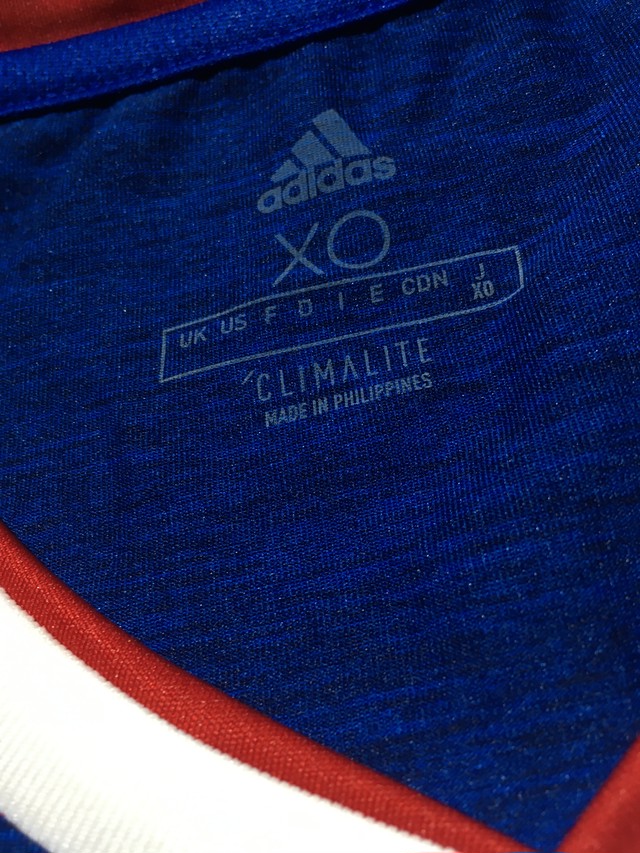 adidas
XO
UK US F D I E CDN J
XO
CLIMALITE
MADE IN PHILIPPINES